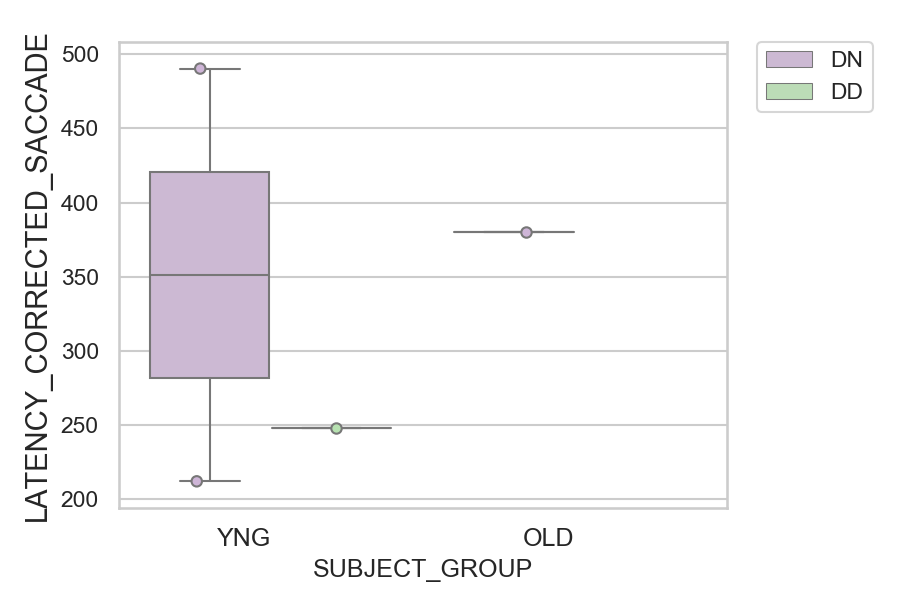 LATENCY_CORRECTED_SACCADE
500
450
400
350
300
250
200
YNG
OLD
SUBJECT_GROUP
DN
DD